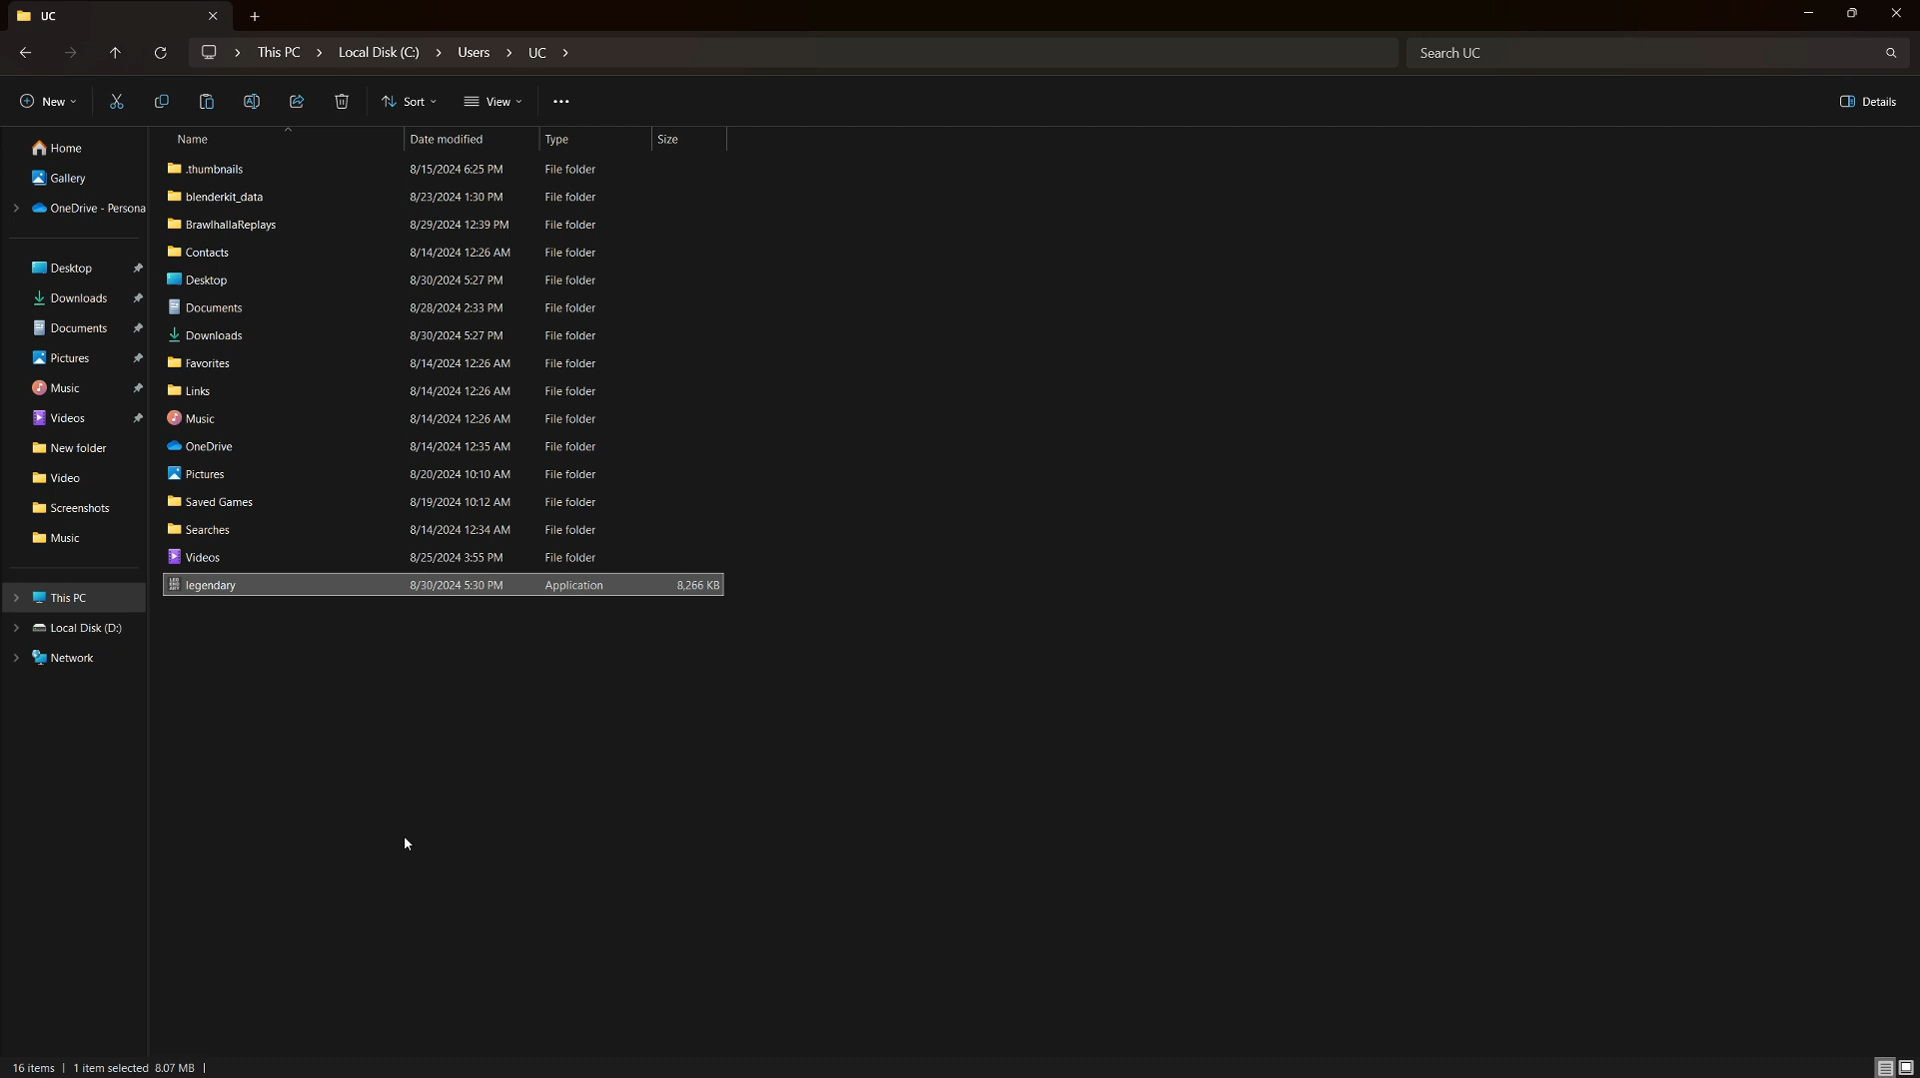 UC
This PC Local Disk (C:) Users UC Search UC
New Sort View Details
Name Date modified Type Size
.thumbnails 8/15/2024 6:25 PM File folder
blenderkit_data 8/23/2024 1:30 PM File folder
BrawlhallaReplays 8/29/2024 12:39 PM File folder
Contacts 8/14/2024 12:26 AM File folder
Desktop 8/30/2024 5:27 PM File folder
Documents 8/28/2024 2:33 PM File folder
Downloads 8/30/2024 5:27 PM File folder
Favorites 8/14/2024 12:26 AM File folder
Links 8/14/2024 12:26 AM File folder
Music 8/14/2024 12:26 AM File folder
OneDrive 8/14/2024 12:35 AM File folder
Pictures 8/20/2024 10:10 AM File folder
Saved Games 8/19/2024 10:12 AM File folder
Searches 8/14/2024 12:34 AM File folder
Videos 8/25/2024 3:55 PM File folder
legendary 8/30/2024 5:30 PM Application 8,266 KB
Home
Gallery
OneDrive - Persona
Desktop
Downloads
Documents
Pictures
Music
Videos
New folder
Video
Screenshots
Music
This PC
Local Disk (D:)
Network
16 items 1 item selected 8.07 MB